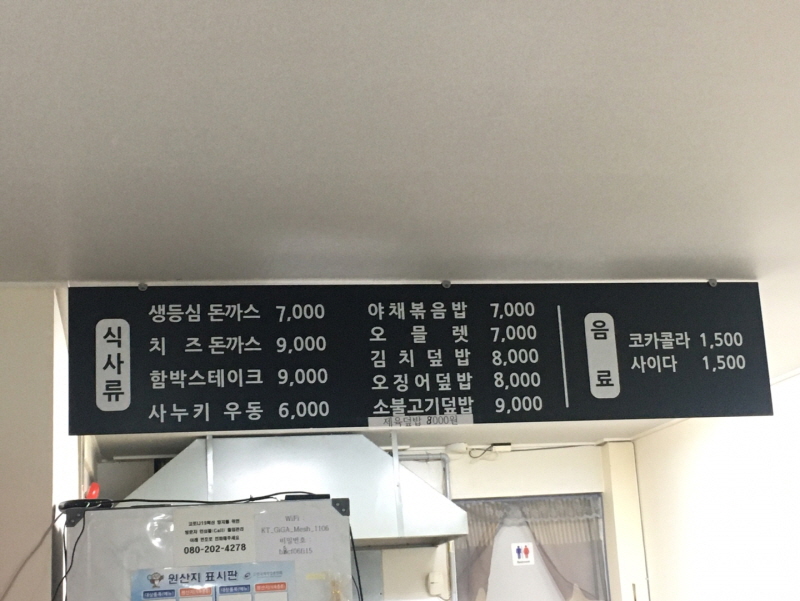 식사류
생등심 돈까스 7,000
치 즈 돈까스 9,000
함박스테이크 9,000
사누키 우동 6,000
야채볶음밥 7,000
오 믈 렛 7,000
김치덮밥 8,000
오징어덮밥 8,000
소불고기덮밥 9,000
제육덮밥 8000원
음료
코카콜라 1,500
사이다 1,500
080-202-4278
WiFi
비밀번호
원산지 표시판